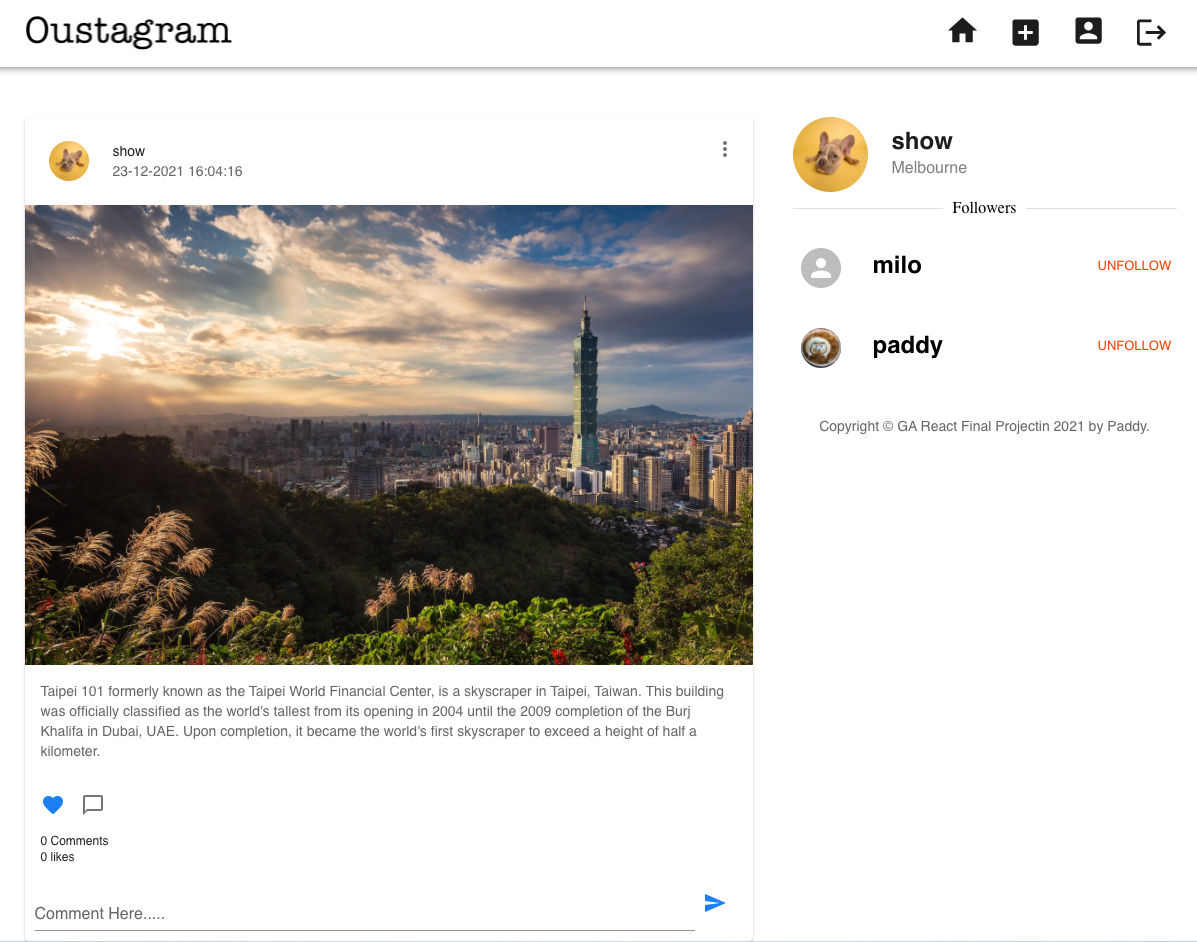 Oustagram
show
23-12-2021 16:04:16
Taipei 101 formerly known as the Taipei World Financial Center, is a skyscraper in Taipei, Taiwan. This building
was officially classified as the world's tallest from its opening in 2004 until the 2009 completion of the Burj
Khalifa in Dubai, UAE. Upon completion, it became the world's first skyscraper to exceed a height of half a
kilometer.
0 Comments
0 likes
Comment Here.....
show
Melbourne
Followers
milo
UNFOLLOW
paddy
UNFOLLOW
Copyright © GA React Final Projectin 2021 by Paddy.